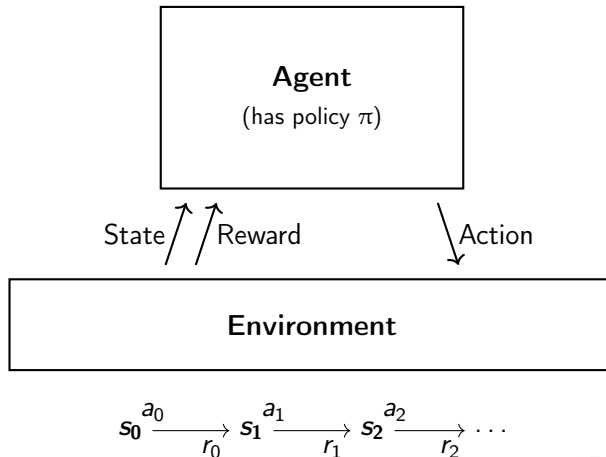 Agent
(has policy π)
State Reward Action
Environment
s₀ a₀ r₀ s₁ a₁ r₁ s₂ a₂ r₂ · · ·